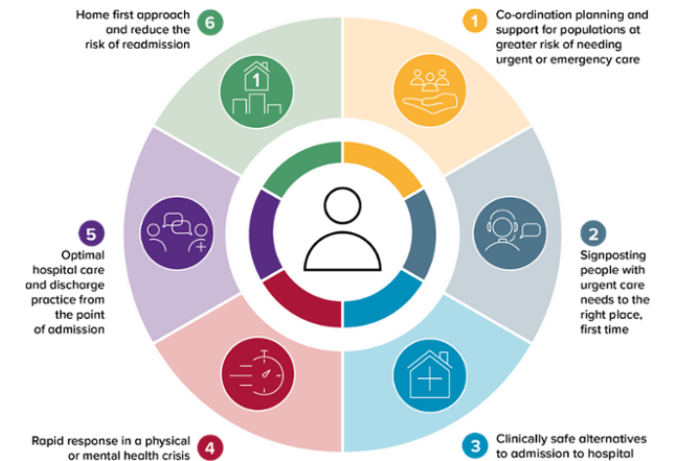 1
Co-ordination planning and
support for populations at
greater risk of needing
urgent or emergency care
2
Signposting
people with
urgent care
needs to the
right place,
first time
3
Clinically safe alternatives
to admission to hospital
4
Rapid response in a physical
or mental health crisis
5
Optimal
hospital care
and discharge
practice from
the point
of admission
6
Home first approach
and reduce the
risk of readmission
1